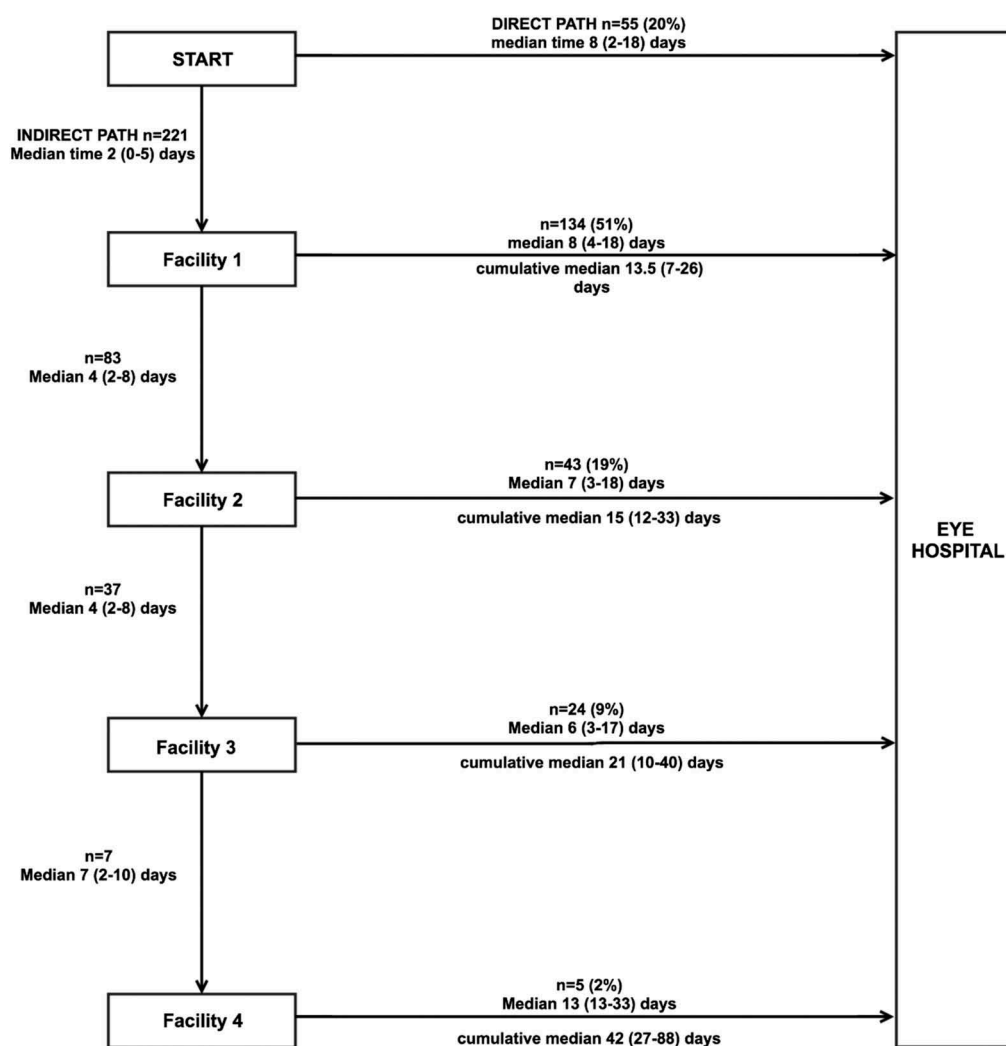 DIRECT PATH n=55 (20%)
median time 8 (2-18) days
START
INDIRECT PATH n=221
Median time 2 (0-5) days
n=134 (51%)
median 8 (4-18) days
Facility 1
cumulative median 13.5 (7-26)
days
n=83
Median 4 (2-8) days
n=43 (19%)
Median 7 (3-18) days
Facility 2
cumulative median 15 (12-33) days
EYE
HOSPITAL
n=37
Median 4 (2-8) days
n=24 (9%)
Median 6 (3-17) days
Facility 3
cumulative median 21 (10-40) days
n=7
Median 7 (2-10) days
n=5 (2%)
Median 13 (13-33) days
Facility 4
cumulative median 42 (27-88) days